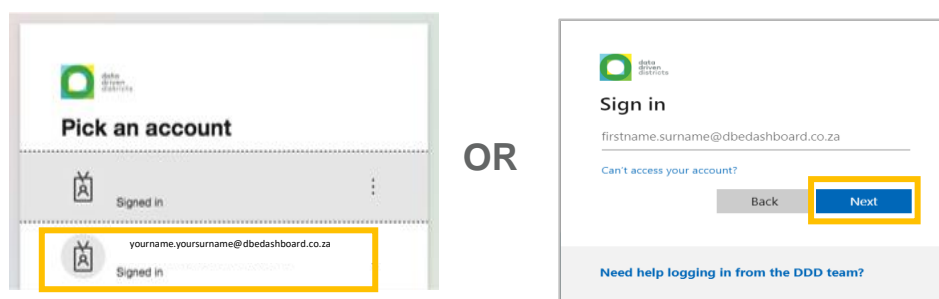 data
driven
districts
Pick an account
Signed in
yourname.yoursurname@dbedashboard.co.za
Signed in
OR
data
driven
districts
Sign in
firstname.surname@dbedashboard.co.za
Can't access your account?
Back
Next
Need help logging in from the DDD team?